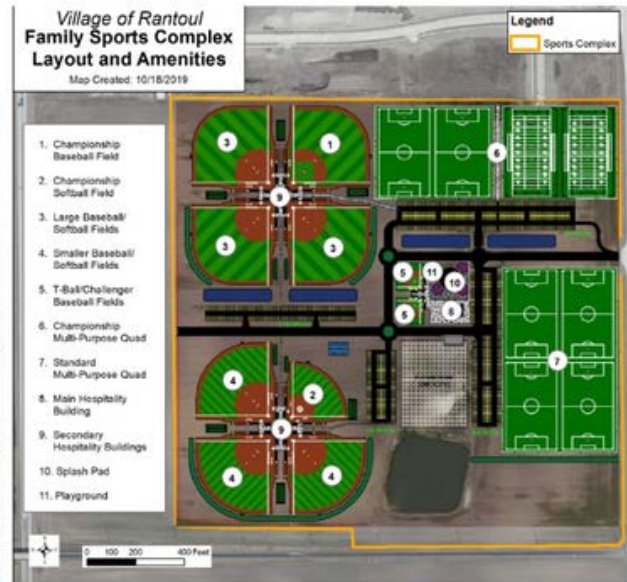 Village of Rantoul
Family Sports Complex
Layout and Amenities
Map Created: 10/18/2019
Legend
Sports Complex
1. Championship
Baseball Field
2. Championship
Softball Field
3. Large Baseball/
Softball Fields
4. Smaller Baseball/
Softball Fields
5. T-Ball/Challenger
Baseball Fields
6. Championship
Multi-Purpose Quad
7. Standard
Multi-Purpose Quad
8. Main Hospitality
Building
9. Secondary
Hospitality Buildings
10. Splash Pad
11. Playground
3
1
6
9
3
3
5
11
10
5
8
7
4
2
9
4
4
0 100 200 400 Feet